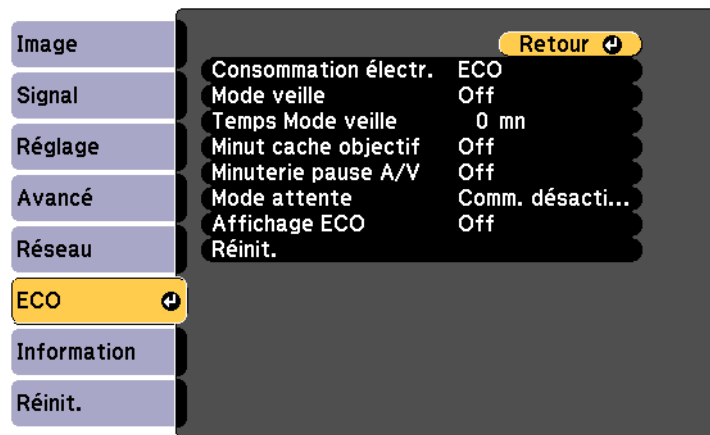 Image
Signal
Réglage
Avancé
Réseau
ECO
Information
Réinit.
Retour
Consommation électr. ECO
Mode veille Off
Temps Mode veille 0 mn
Minut cache objectif Off
Minuterie pause A/V Off
Mode attente Comm. désacti...
Affichage ECO Off
Réinit.